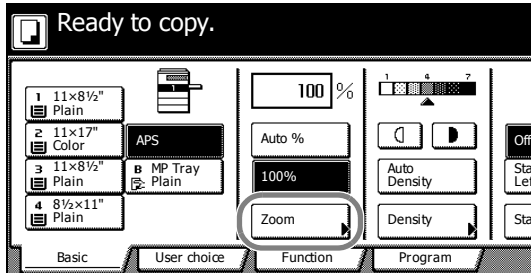 Ready to copy.
1 11×8½"
Plain
2 11×17"
Color
3 11×8½"
Plain
4 8½×11"
Plain
1
APS
B MP Tray
Plain
100 %
Auto %
100%
Zoom
1 4 7
Auto
Density
Density
Off
Sta
Lef
Sta
Basic
User choice
Function
Program